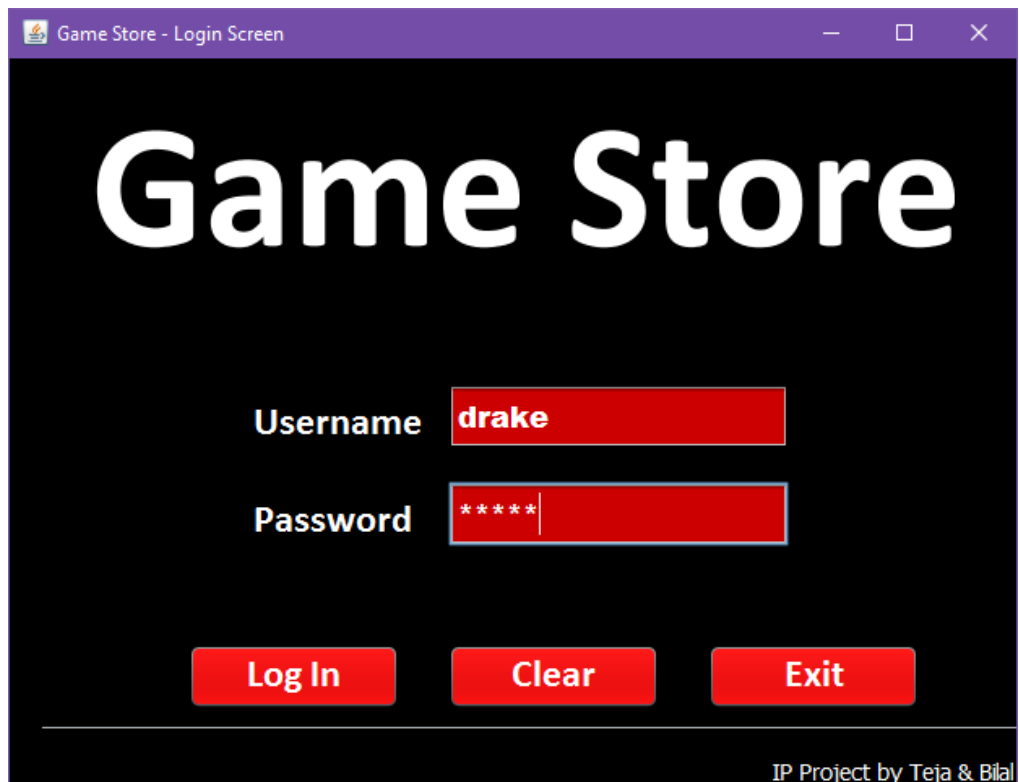 Game Store - Login Screen
Game Store
Username drake
Password *****
Log In Clear Exit
IP Project by Teja & Bilal